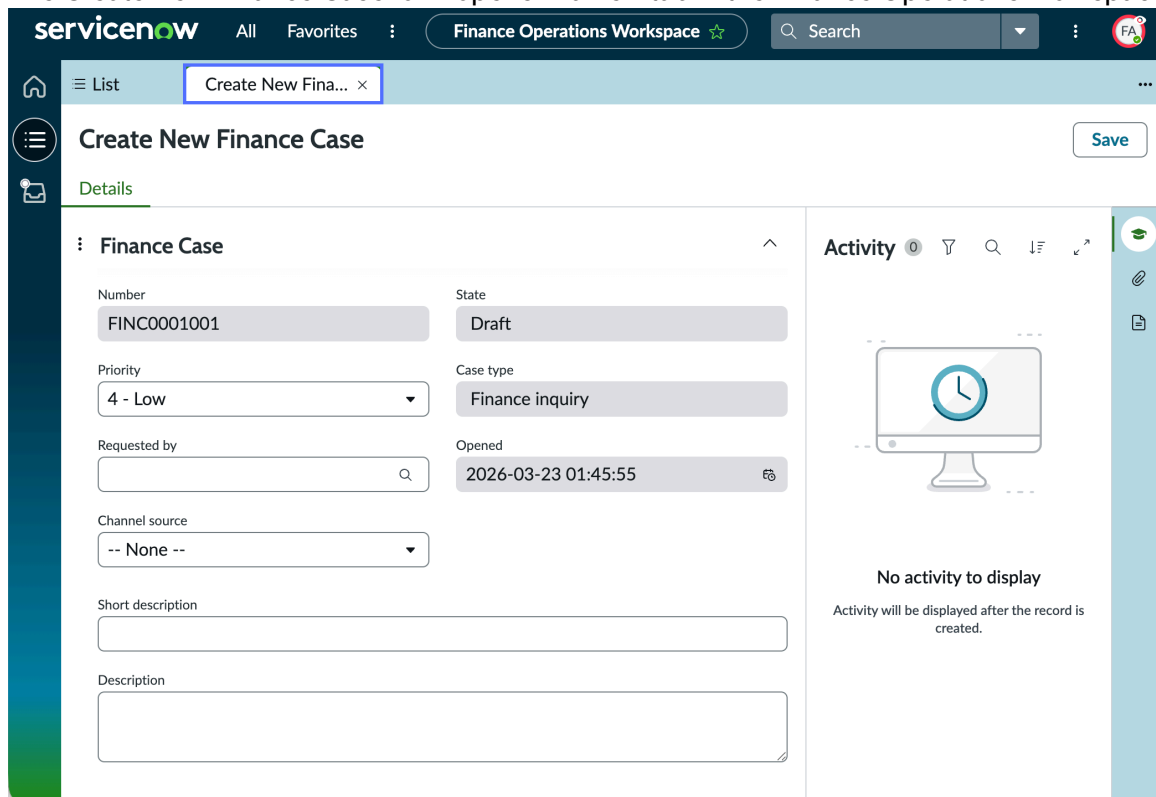 servicenow All Favorites Finance Operations Workspace Search FA
List Create New Fina...
Create New Finance Case Save
Details
Finance Case
Activity 0
Number State
FINC0001001 Draft
Priority Case type
4 - Low Finance inquiry
Requested by Opened
2026-03-23 01:45:55
Channel source
-- None --
No activity to display
Activity will be displayed after the record is
created.
Short description
Description